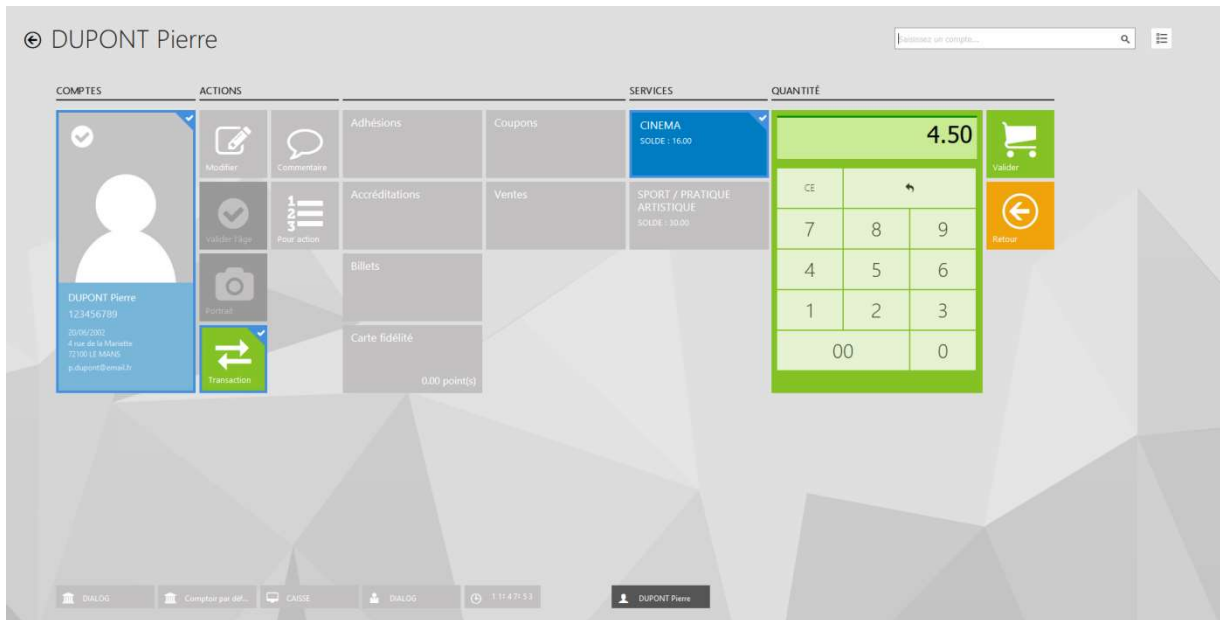 DUPONT Pierre
Saisissez un compte...
COMPTES
ACTIONS
SERVICES
QUANTITÉ
DUPONT Pierre
123456789
20/06/2002
4 rue de la Mariette
72100 LE MANS
p.dupont@email.fr
Modifier
Commentaire
Valider l'âge
1
2
3
Pour action
Portrait
Transaction
Adhésions
Coupons
Accréditations
Ventes
Billets
Carte fidélité
0.00 point(s)
CINEMA
SOLDE : 16.00
SPORT / PRATIQUE
ARTISTIQUE
SOLDE : 30.00
4.50
CE
7 8 9
4 5 6
1 2 3
00 0
Valider
Retour
DIALOG
Comptoir par déf...
CAISSE
DIALOG
DUPONT Pierre